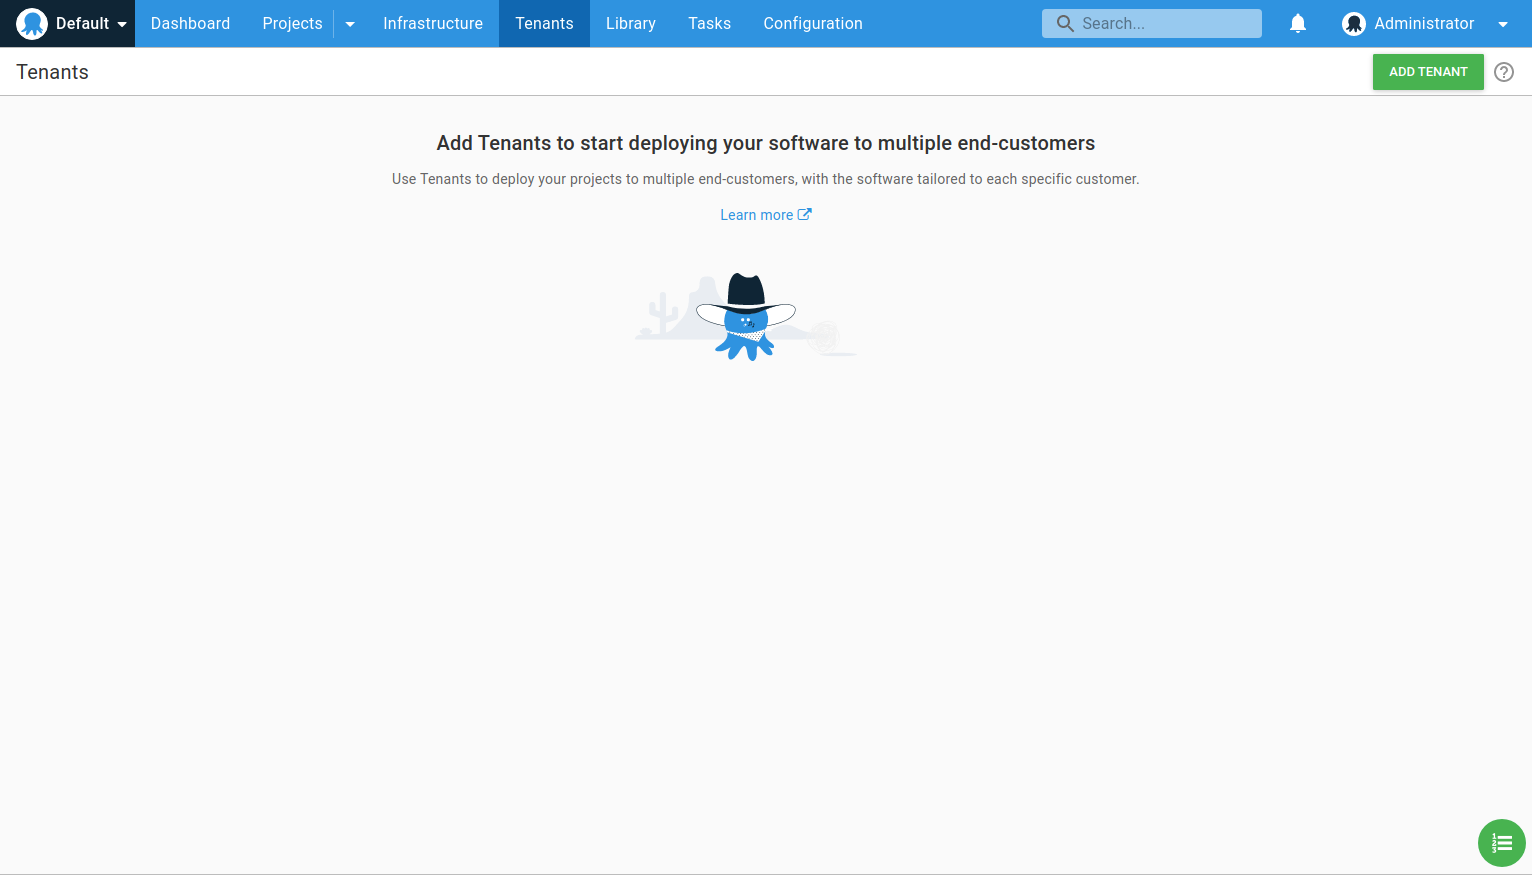 Default
Dashboard
Projects
Infrastructure
Tenants
Library
Tasks
Configuration
Search...
Administrator
Tenants
ADD TENANT
Add Tenants to start deploying your software to multiple end-customers
Use Tenants to deploy your projects to multiple end-customers, with the software tailored to each specific customer.
Learn more